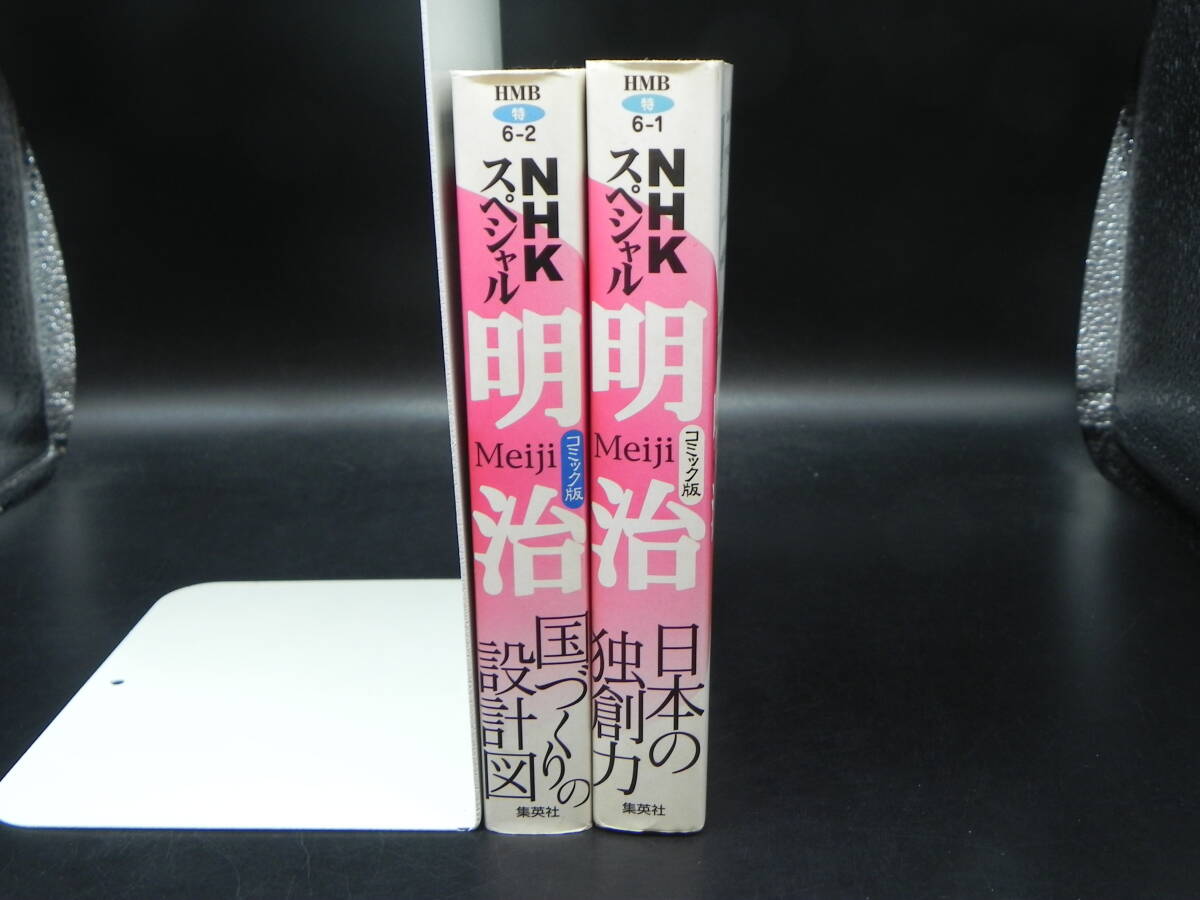 HMB
特
6-2
NHK
スペシャル
明治
Meiji
コミック版
国づくりの
設計図
集英社
HMB
特
6-1
NHK
スペシャル
明治
Meiji
コミック版
日本の
独創力
集英社